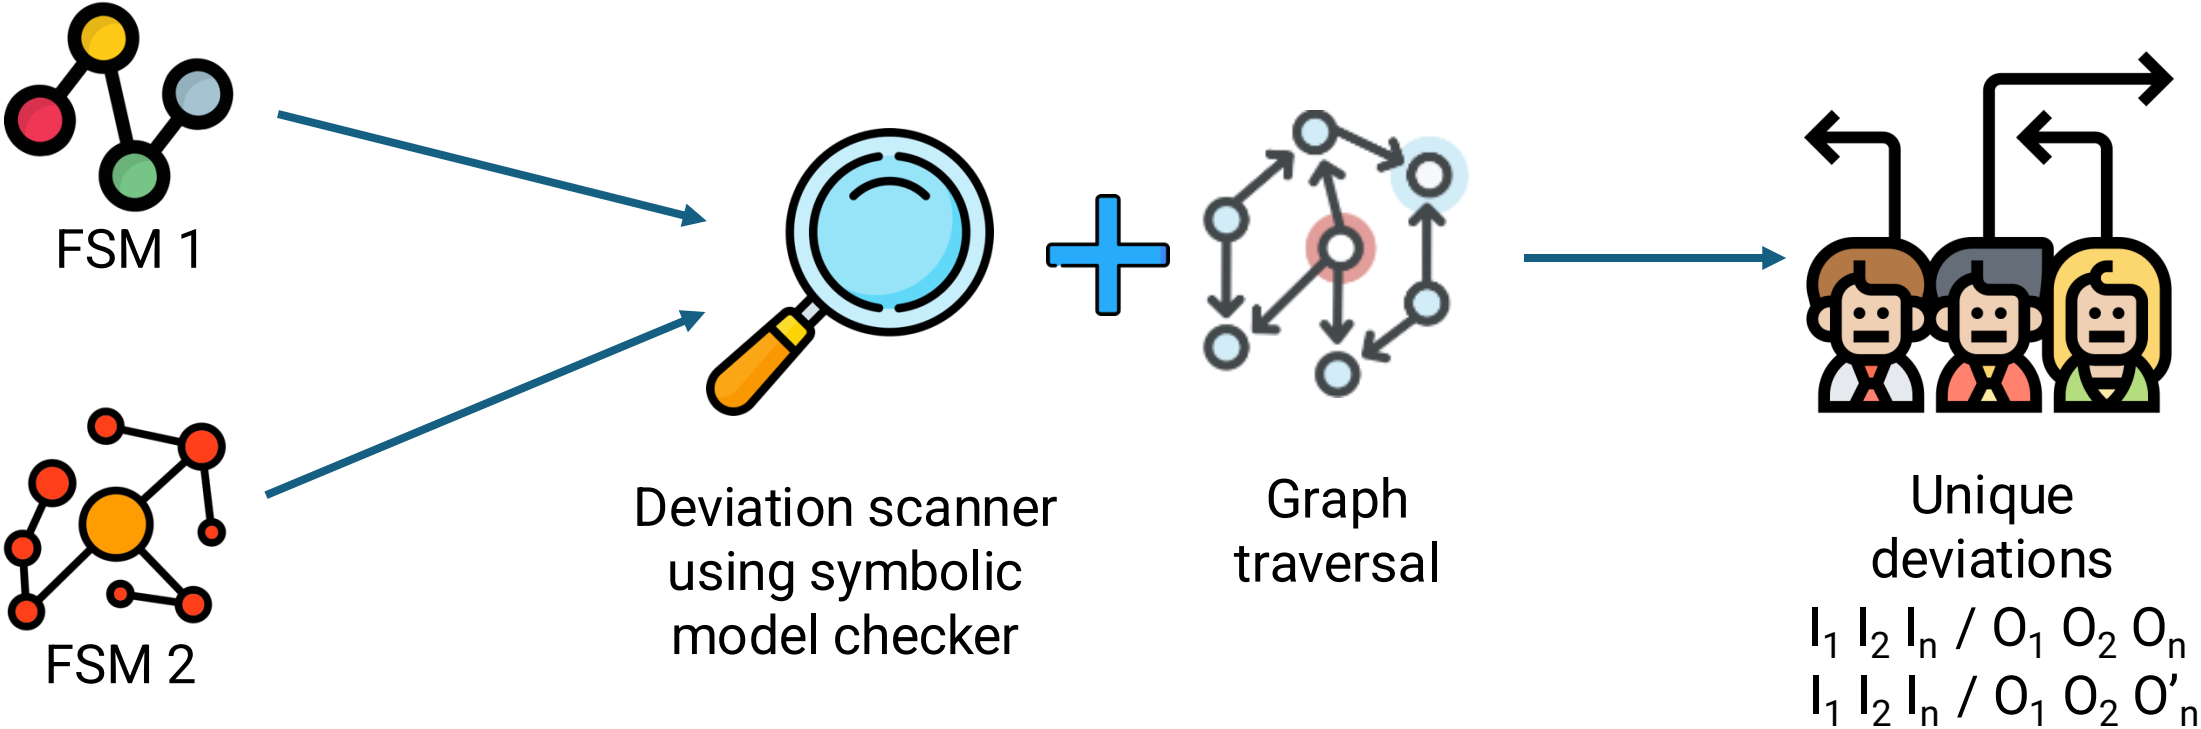 FSM 1
FSM 2
Deviation scanner
using symbolic
model checker
Graph
traversal
Unique
deviations
I₁ I₂ Iₙ / O₁ O₂ Oₙ
I₁ I₂ Iₙ / O₁ O₂ O’ₙ